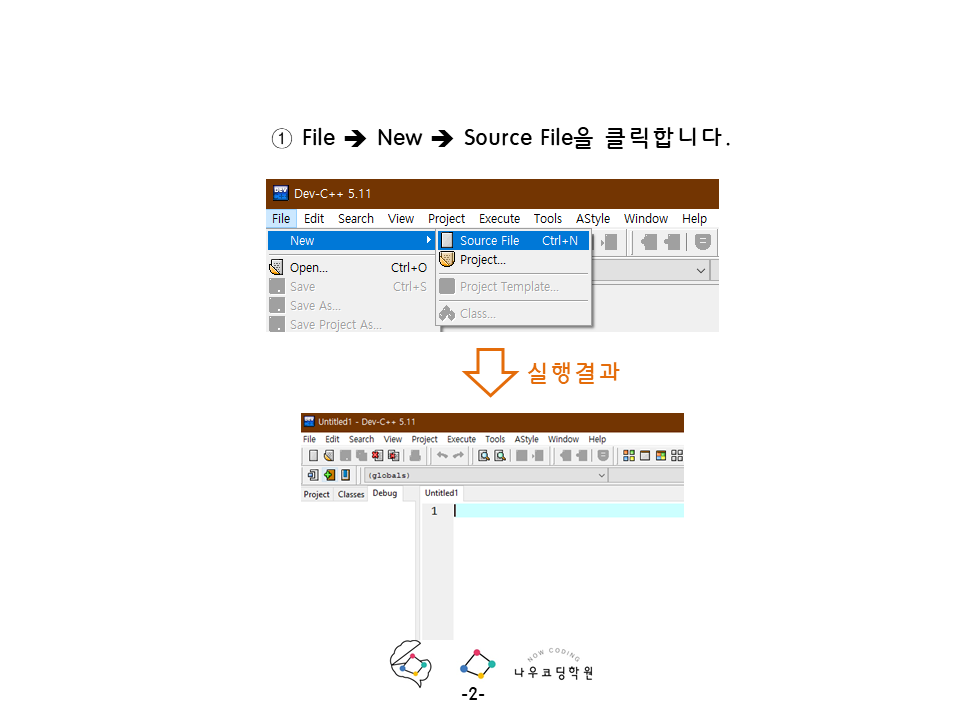 ① File ➔ New ➔ Source File을 클릭합니다.
Dev-C++ 5.11
File Edit Search View Project Execute Tools AStyle Window Help
New
Source File Ctrl+N
Project...
Open... Ctrl+O
Save Ctrl+S
Project Template...
Save As...
Class...
Save Project As...
실행결과
Untitled1 - Dev-C++ 5.11
File Edit Search View Project Execute Tools AStyle Window Help
(globals)
Project Classes Debug Untitled1
1
NOW CODING
나우코딩학원
-2-